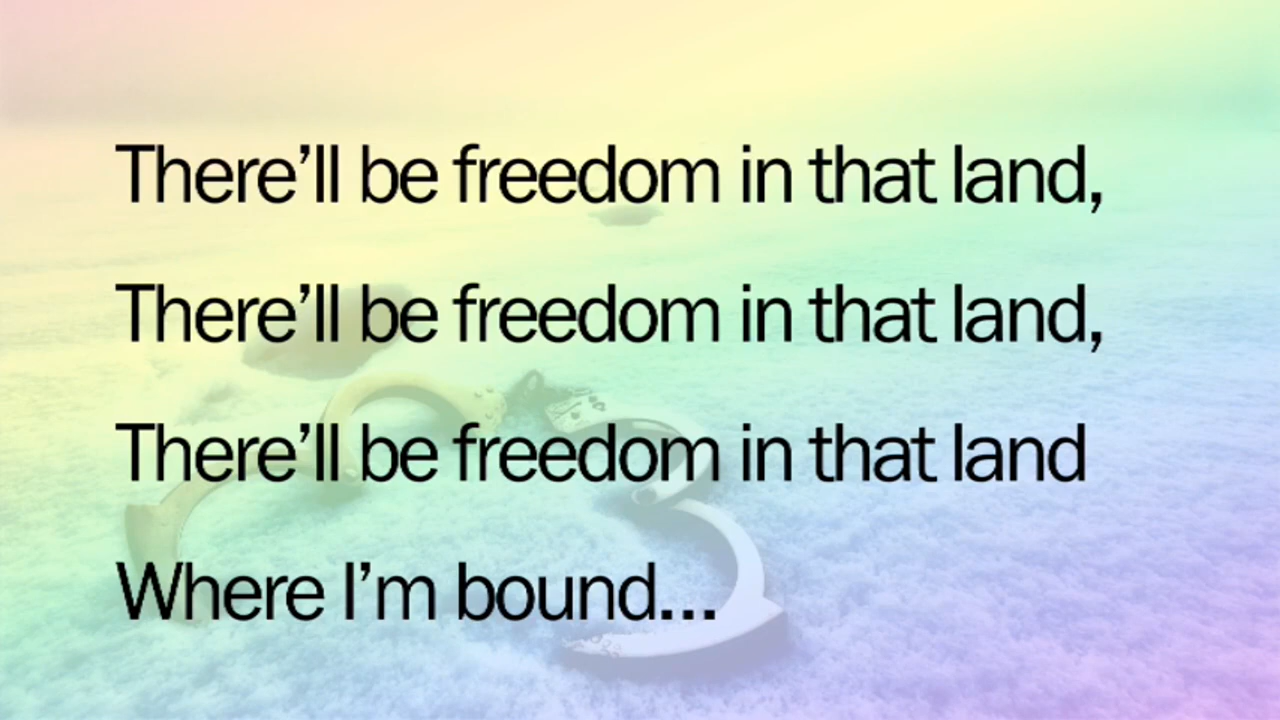 There’ll be freedom in that land,
There’ll be freedom in that land,
There’ll be freedom in that land
Where I’m bound...